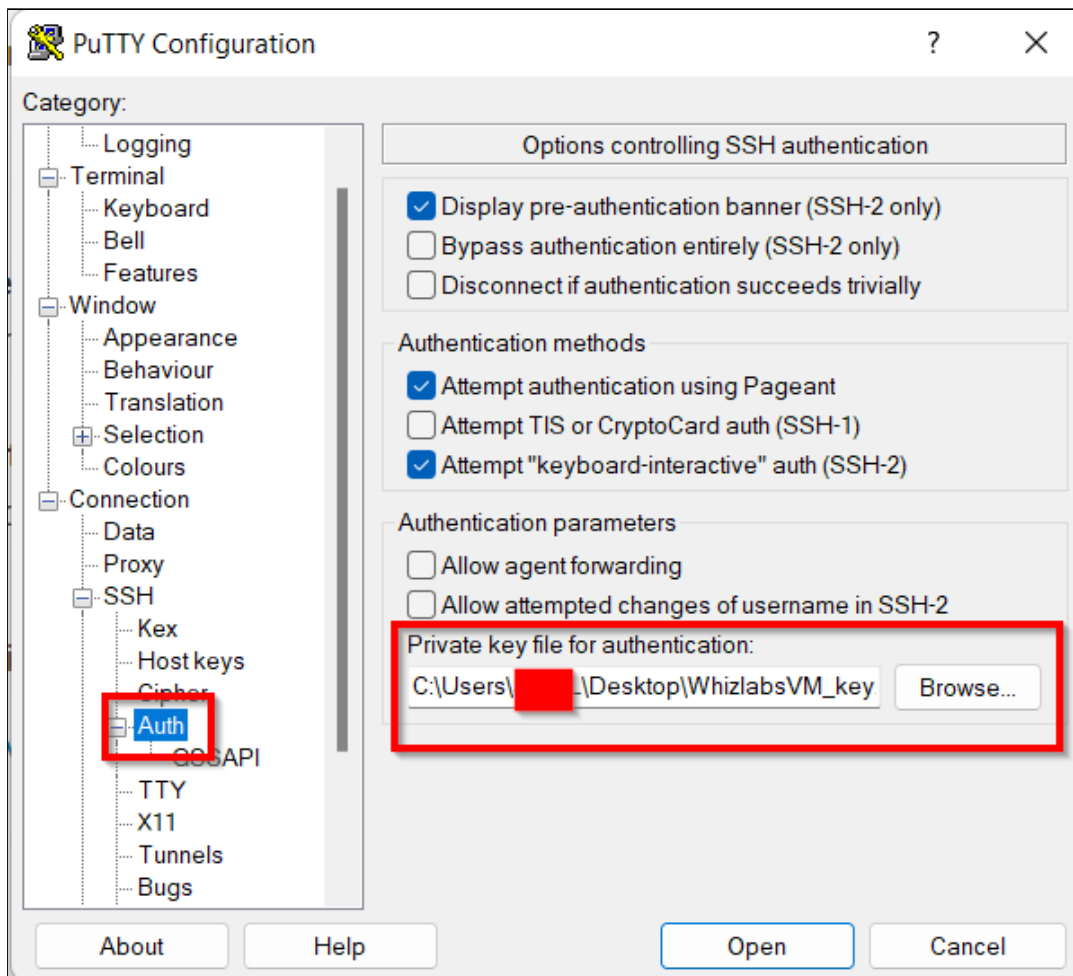 PuTTY Configuration
?
Category:
Logging
Terminal
Keyboard
Bell
Features
Window
Appearance
Behaviour
Translation
Selection
Colours
Connection
Data
Proxy
SSH
Kex
Host keys
Cipher
Auth
GSSAPI
TTY
X11
Tunnels
Bugs
Options controlling SSH authentication
Display pre-authentication banner (SSH-2 only)
Bypass authentication entirely (SSH-2 only)
Disconnect if authentication succeeds trivially
Authentication methods
Attempt authentication using Pageant
Attempt TIS or CryptoCard auth (SSH-1)
Attempt "keyboard-interactive" auth (SSH-2)
Authentication parameters
Allow agent forwarding
Allow attempted changes of username in SSH-2
Private key file for authentication:
C:\Users\ \Desktop\WhizlabsVM_key
Browse...
About
Help
Open
Cancel